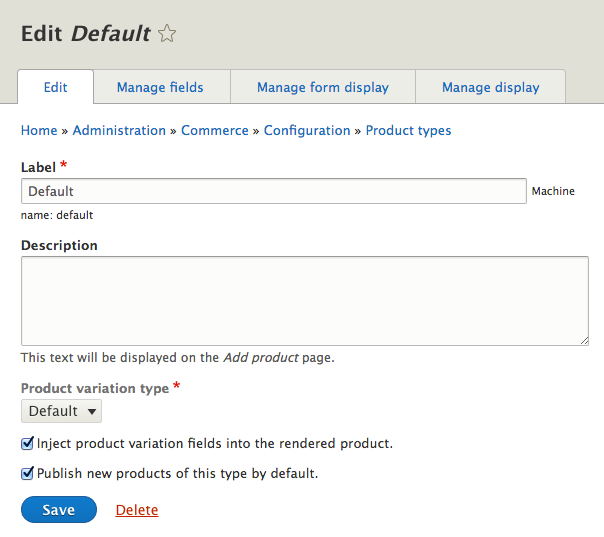 Edit Default
Edit Manage fields Manage form display Manage display
Home » Administration » Commerce » Configuration » Product types
Label *
Default Machine
name: default
Description
This text will be displayed on the Add product page.
Product variation type *
Default
Inject product variation fields into the rendered product.
Publish new products of this type by default.
Save Delete